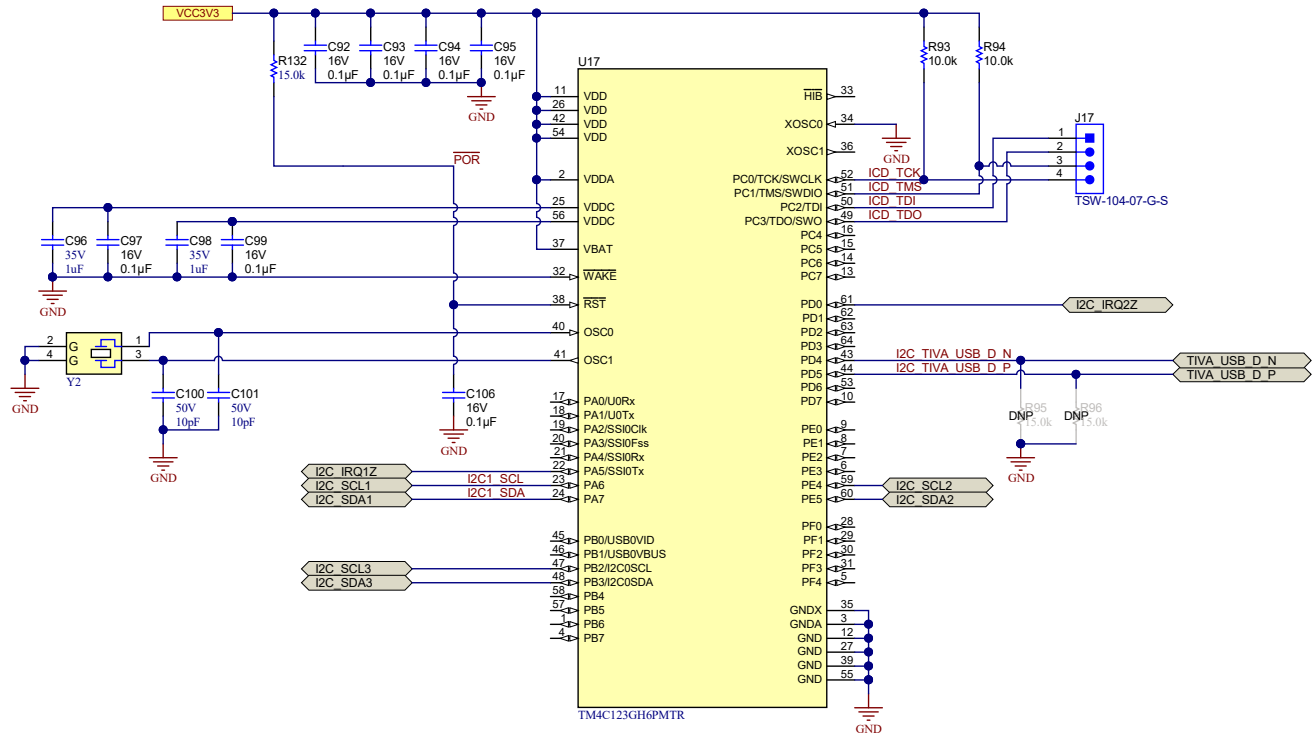 VCC3V3
R132
15.0k
C92
16V
0.1µF
C93
16V
0.1µF
C94
16V
0.1µF
C95
16V
0.1µF
GND
R93
10.0k
R94
10.0k
U17
11 VDD
26 VDD
42 VDD
54 VDD
2 VDDA
25 VDDC
56 VDDC
37 VBAT
32 WAKE
38 RST
40 OSC0
41 OSC1
17 PA0/U0Rx
18 PA1/U0Tx
19 PA2/SSI0Clk
20 PA3/SSI0Fss
21 PA4/SSI0Rx
22 PA5/SSI0Tx
23 PA6
24 PA7
45 PB0/USB0VID
46 PB1/USB0VBUS
47 PB2/I2C0SCL
48 PB3/I2C0SDA
58 PB4
57 PB5
1 PB6
4 PB7
HIB 33
XOSC0 34
XOSC1 36
PC0/TCK/SWCLK 52
PC1/TMS/SWDIO 51
PC2/TDI 50
PC3/TDO/SWO 49
PC4 16
PC5 15
PC6 14
PC7 13
PD0 61
PD1 62
PD2 63
PD3 64
PD4 43
PD5 44
PD6 53
PD7 10
PE0 9
PE1 8
PE2 7
PE3 6
PE4 59
PE5 60
PF0 28
PF1 29
PF2 30
PF3 31
PF4 5
GNDX 35
GNDA 3
GND 12
GND 27
GND 39
GND 55
TM4C123GH6PMTR
GND
GND
ICD_TCK
ICD_TMS
ICD_TDI
ICD_TDO
J17
1
2
3
4
TSW-104-07-G-S
POR
C96
35V
1uF
C97
16V
0.1µF
C98
35V
1uF
C99
16V
0.1µF
GND
2 G
4 G
1
3
Y2
GND
C100
50V
10pF
C101
50V
10pF
GND
C106
16V
0.1µF
GND
I2C_IRQ1Z
I2C_SCL1
I2C1_SCL
I2C_SDA1
I2C1_SDA
I2C_SCL3
I2C_SDA3
I2C_IRQ2Z
I2C_TIVA_USB_D_N
TIVA_USB_D_N
I2C_TIVA_USB_D_P
TIVA_USB_D_P
R95
DNP
15.0k
R96
DNP
15.0k
GND
I2C_SCL2
I2C_SDA2